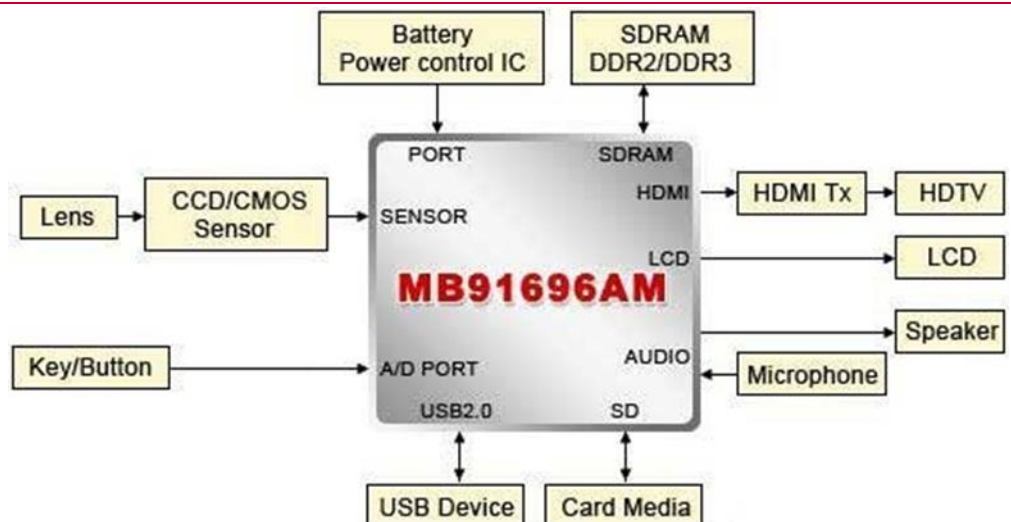 Battery
Power control IC
SDRAM
DDR2/DDR3
PORT
SDRAM
HDMI
HDMI Tx
HDTV
Lens
CCD/CMOS
Sensor
SENSOR
LCD
LCD
MB91696AM
Speaker
Key/Button
A/D PORT
AUDIO
Microphone
USB2.0
SD
USB Device
Card Media